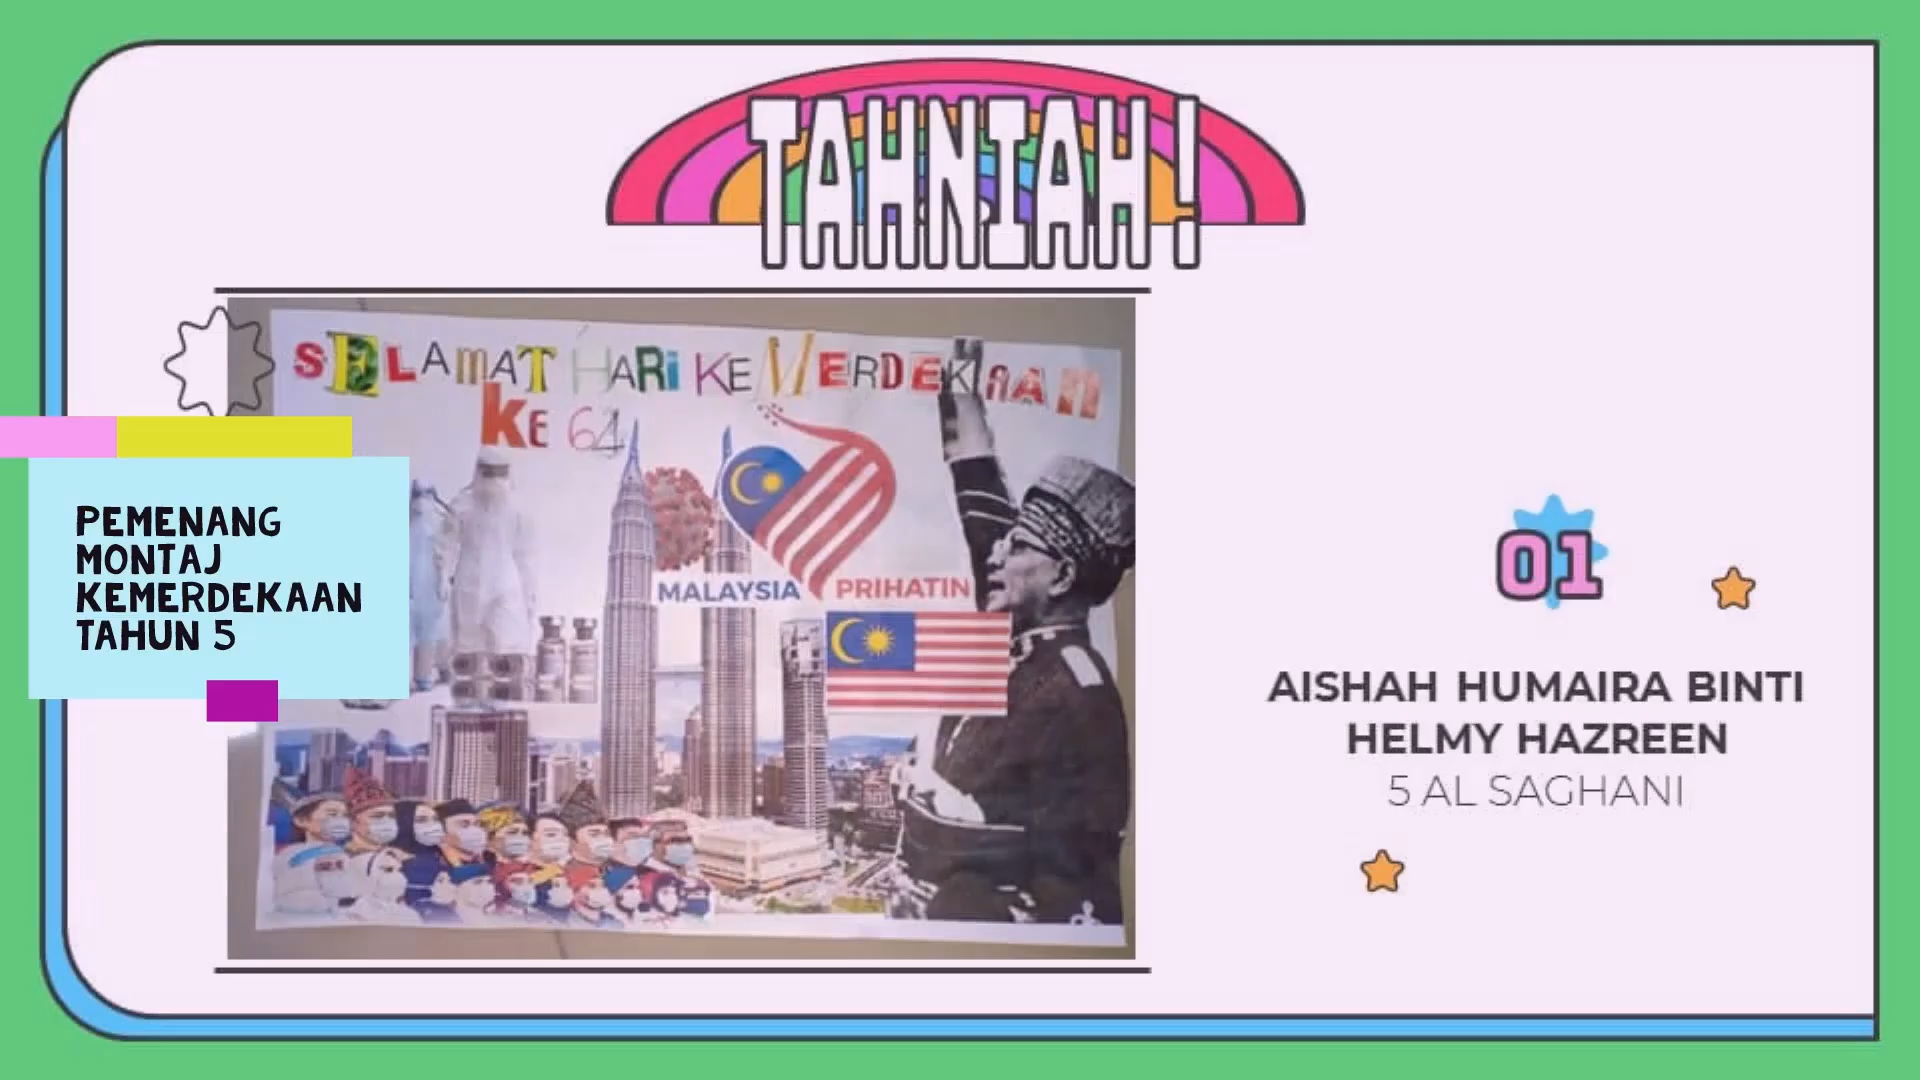 TAHNIAH!
SELAMAT HARI KEMERDEKAAN
KE 64
MALAYSIA PRIHATIN
PEMENANG
MONTAJ
KEMERDEKAAN
TAHUN 5
01
AISHAH HUMAIRA BINTI
HELMY HAZREEN
5 AL SAGHANI